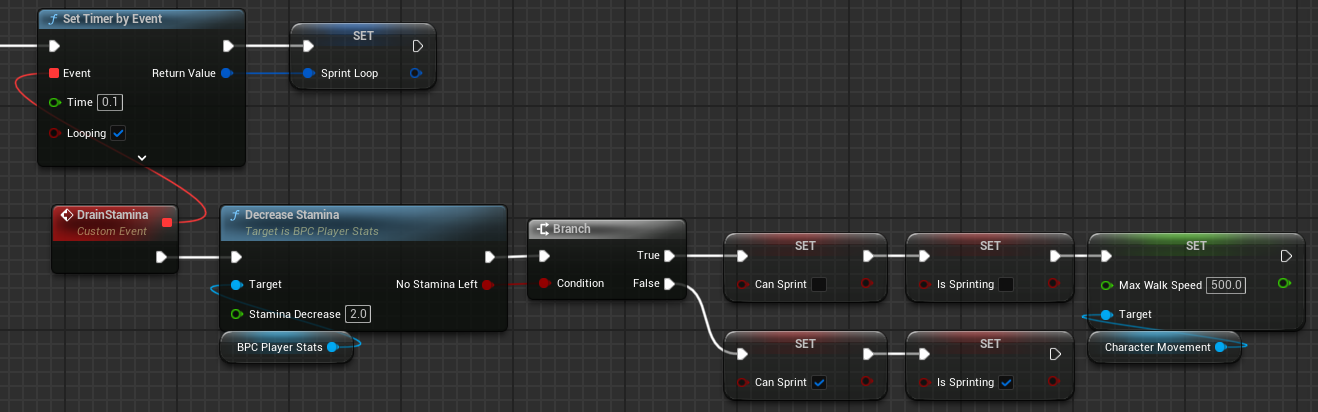 Set Timer by Event
SET
Event
Return Value
Sprint Loop
Time 0.1
Looping
DrainStamina
Custom Event
Decrease Stamina
Target is BPC Player Stats
Target
No Stamina Left
Stamina Decrease 2.0
BPC Player Stats
Branch
True
Condition
False
SET
Can Sprint
SET
Is Sprinting
SET
Max Walk Speed 500.0
Target
Character Movement
SET
Can Sprint
SET
Is Sprinting